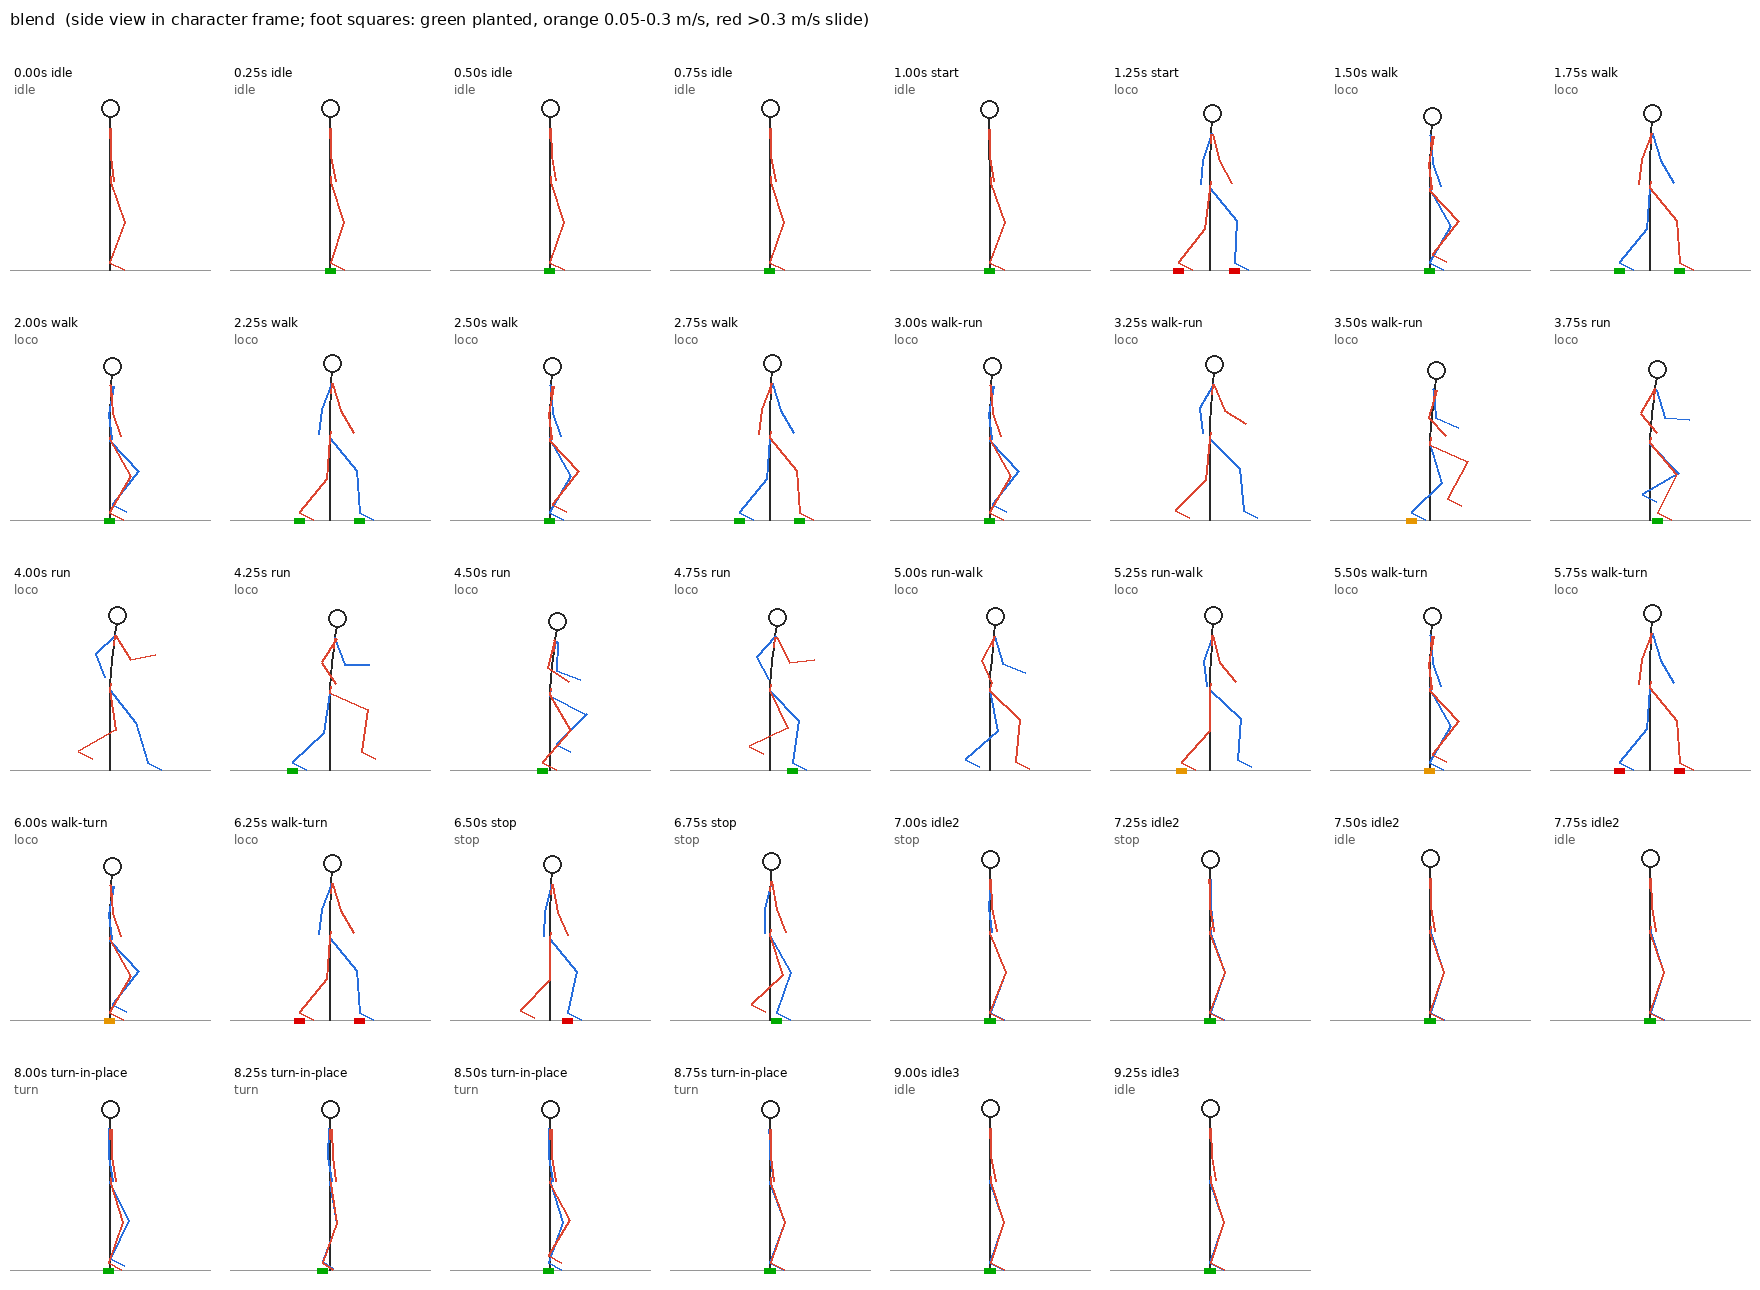 blend  (side view in character frame; foot squares: green planted, orange 0.05-0.3 m/s, red >0.3 m/s slide)
0.00s idle
idle
0.25s idle
idle
0.50s idle
idle
0.75s idle
idle
1.00s start
idle
1.25s start
loco
1.50s walk
loco
1.75s walk
loco
2.00s walk
loco
2.25s walk
loco
2.50s walk
loco
2.75s walk
loco
3.00s walk-run
loco
3.25s walk-run
loco
3.50s walk-run
loco
3.75s run
loco
4.00s run
loco
4.25s run
loco
4.50s run
loco
4.75s run
loco
5.00s run-walk
loco
5.25s run-walk
loco
5.50s walk-turn
loco
5.75s walk-turn
loco
6.00s walk-turn
loco
6.25s walk-turn
loco
6.50s stop
stop
6.75s stop
stop
7.00s idle2
stop
7.25s idle2
stop
7.50s idle2
idle
7.75s idle2
idle
8.00s turn-in-place
turn
8.25s turn-in-place
turn
8.50s turn-in-place
turn
8.75s turn-in-place
turn
9.00s idle3
idle
9.25s idle3
idle